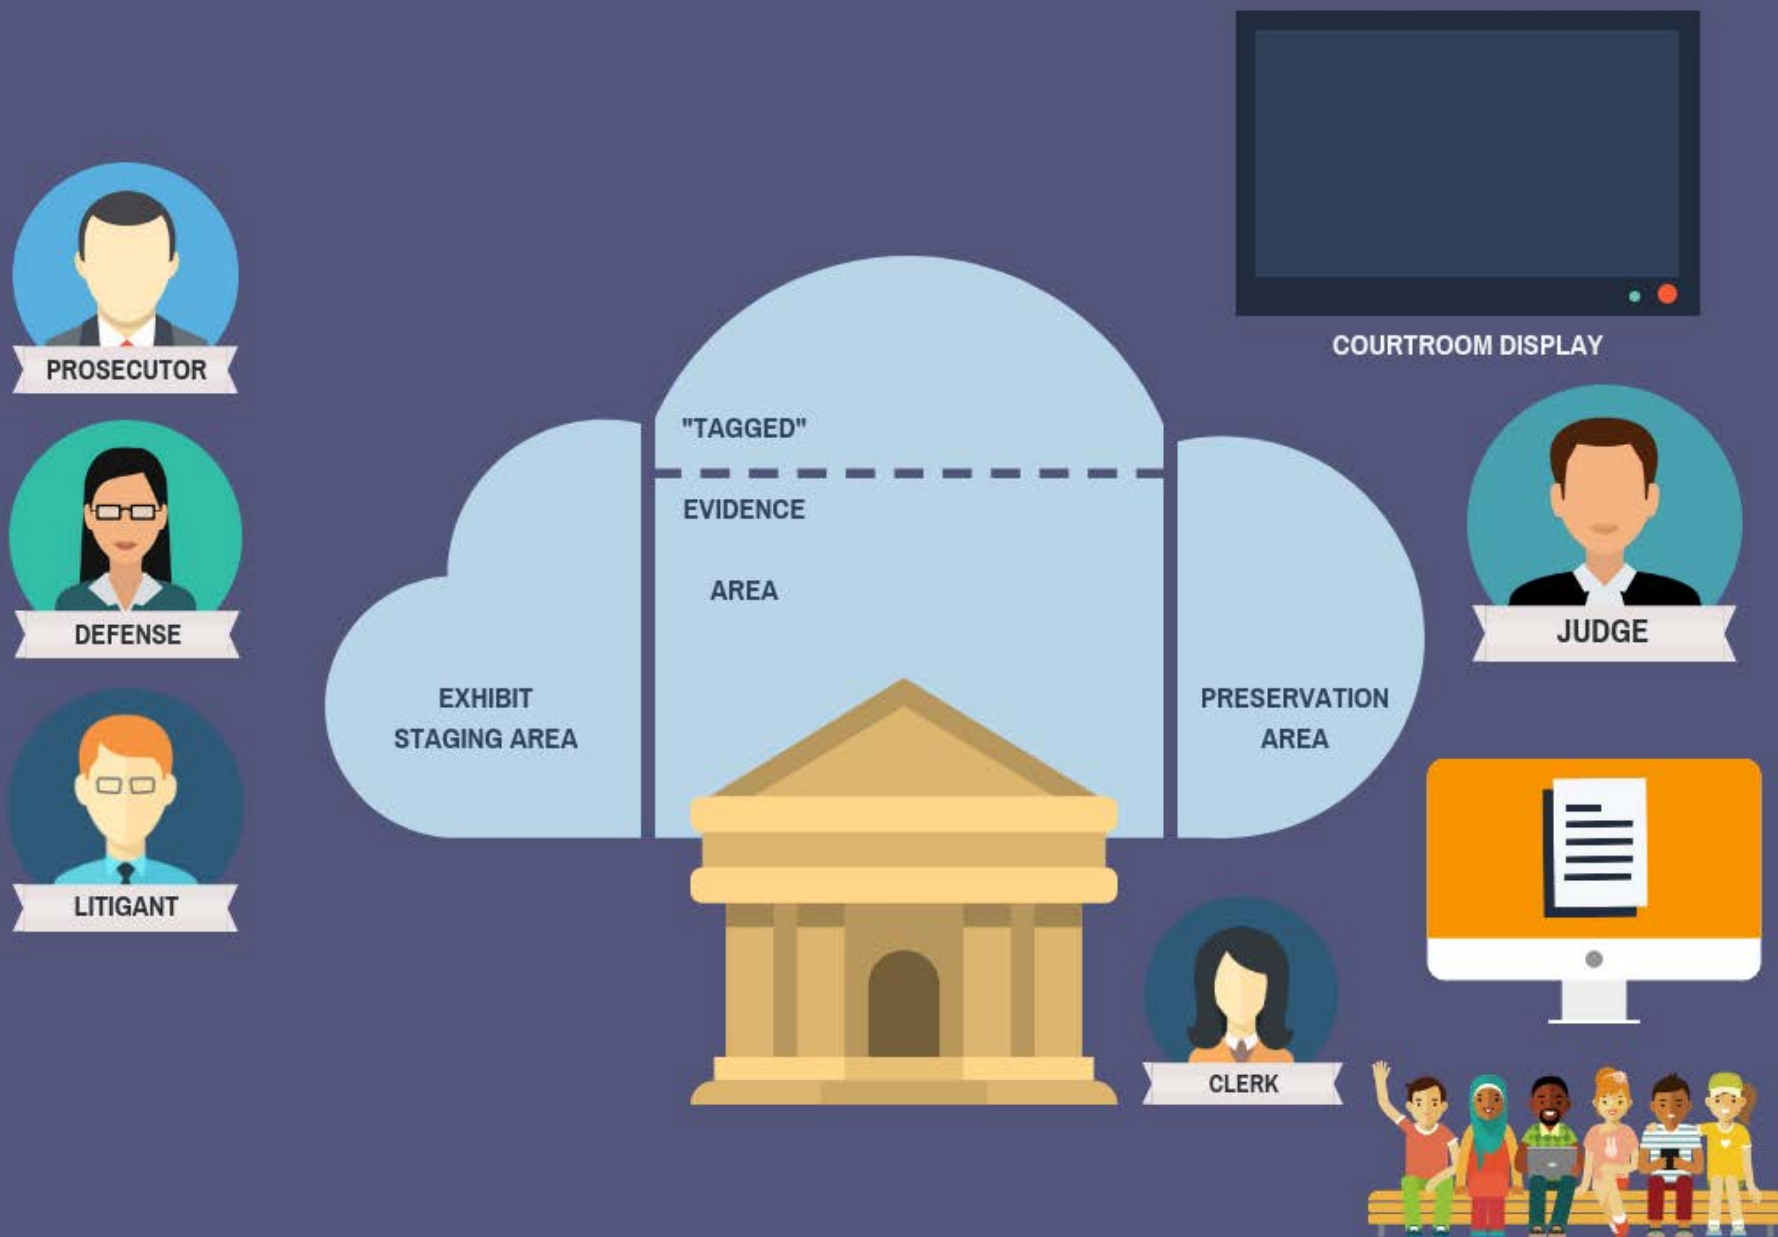 PROSECUTOR
DEFENSE
LITIGANT
"TAGGED"
EVIDENCE
AREA
EXHIBIT
STAGING AREA
PRESERVATION
AREA
COURTROOM DISPLAY
JUDGE
CLERK